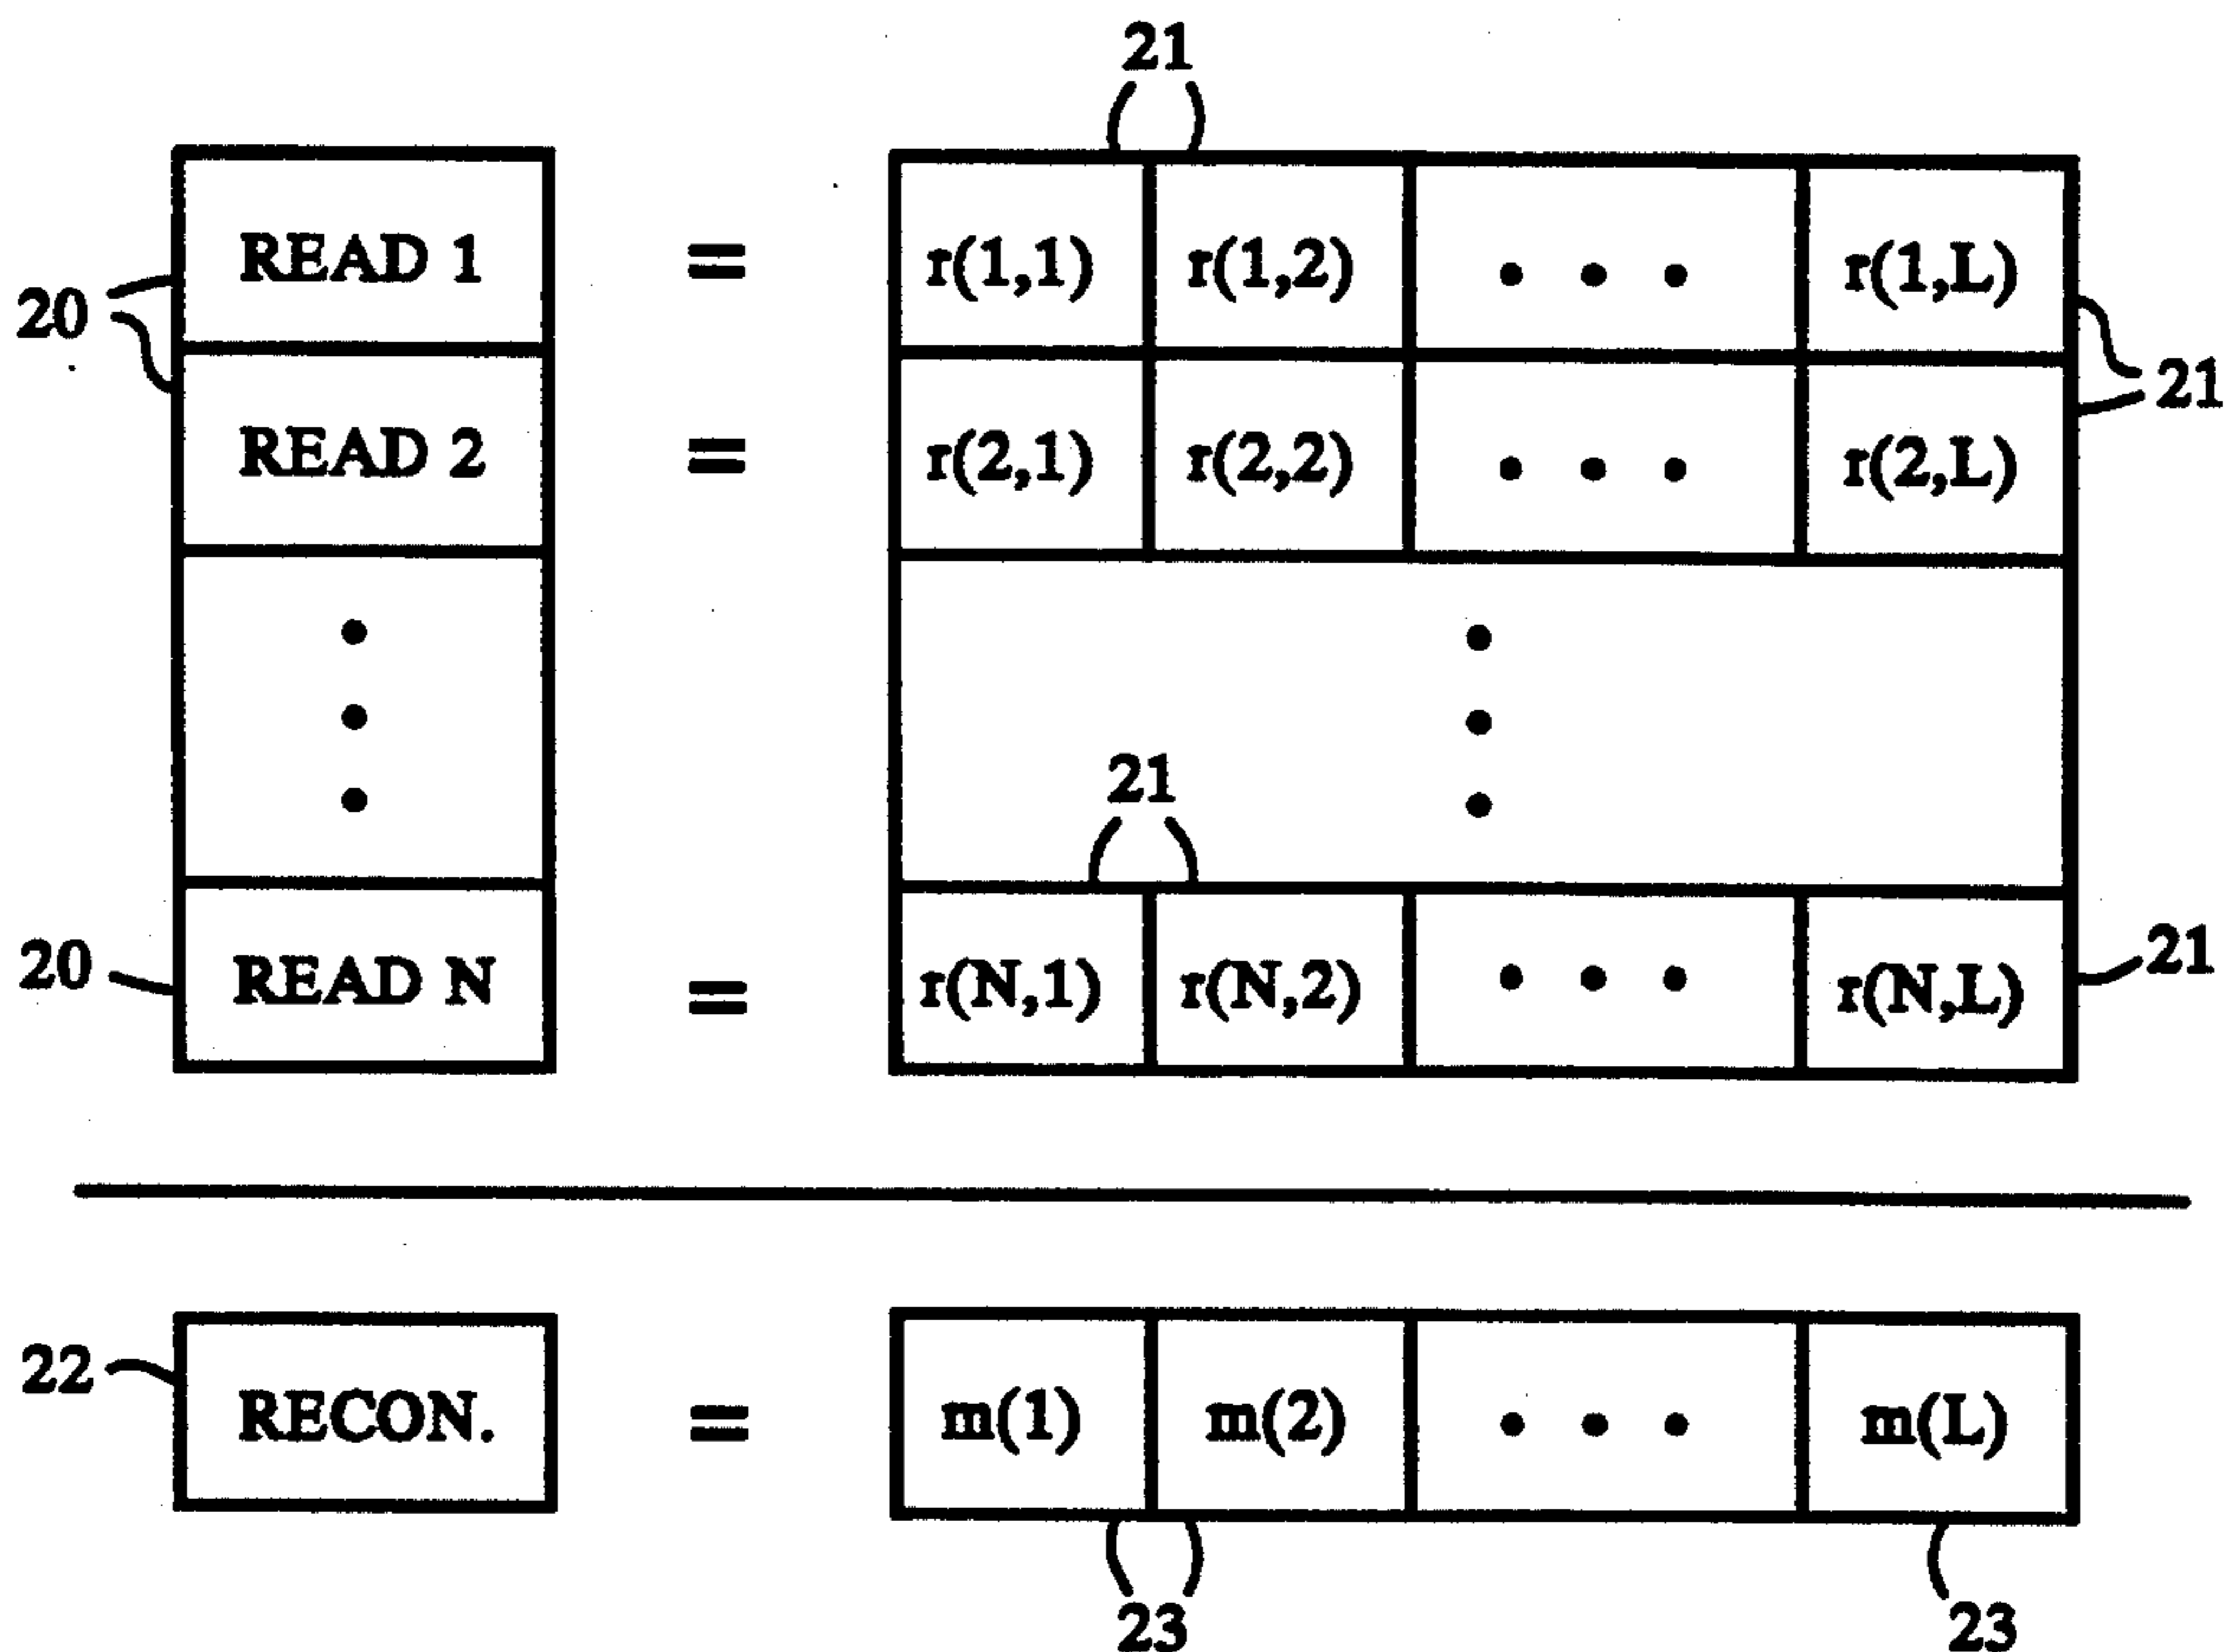 21
READ 1 = r(1,1) r(1,2) • • • r(1,L)
20
21
READ 2 = r(2,1) r(2,2) • • • r(2,L)
21
20 READ N = r(N,1) r(N,2) • • • r(N,L) 21
22 RECON. = m(1) m(2) • • • m(L)
23 23